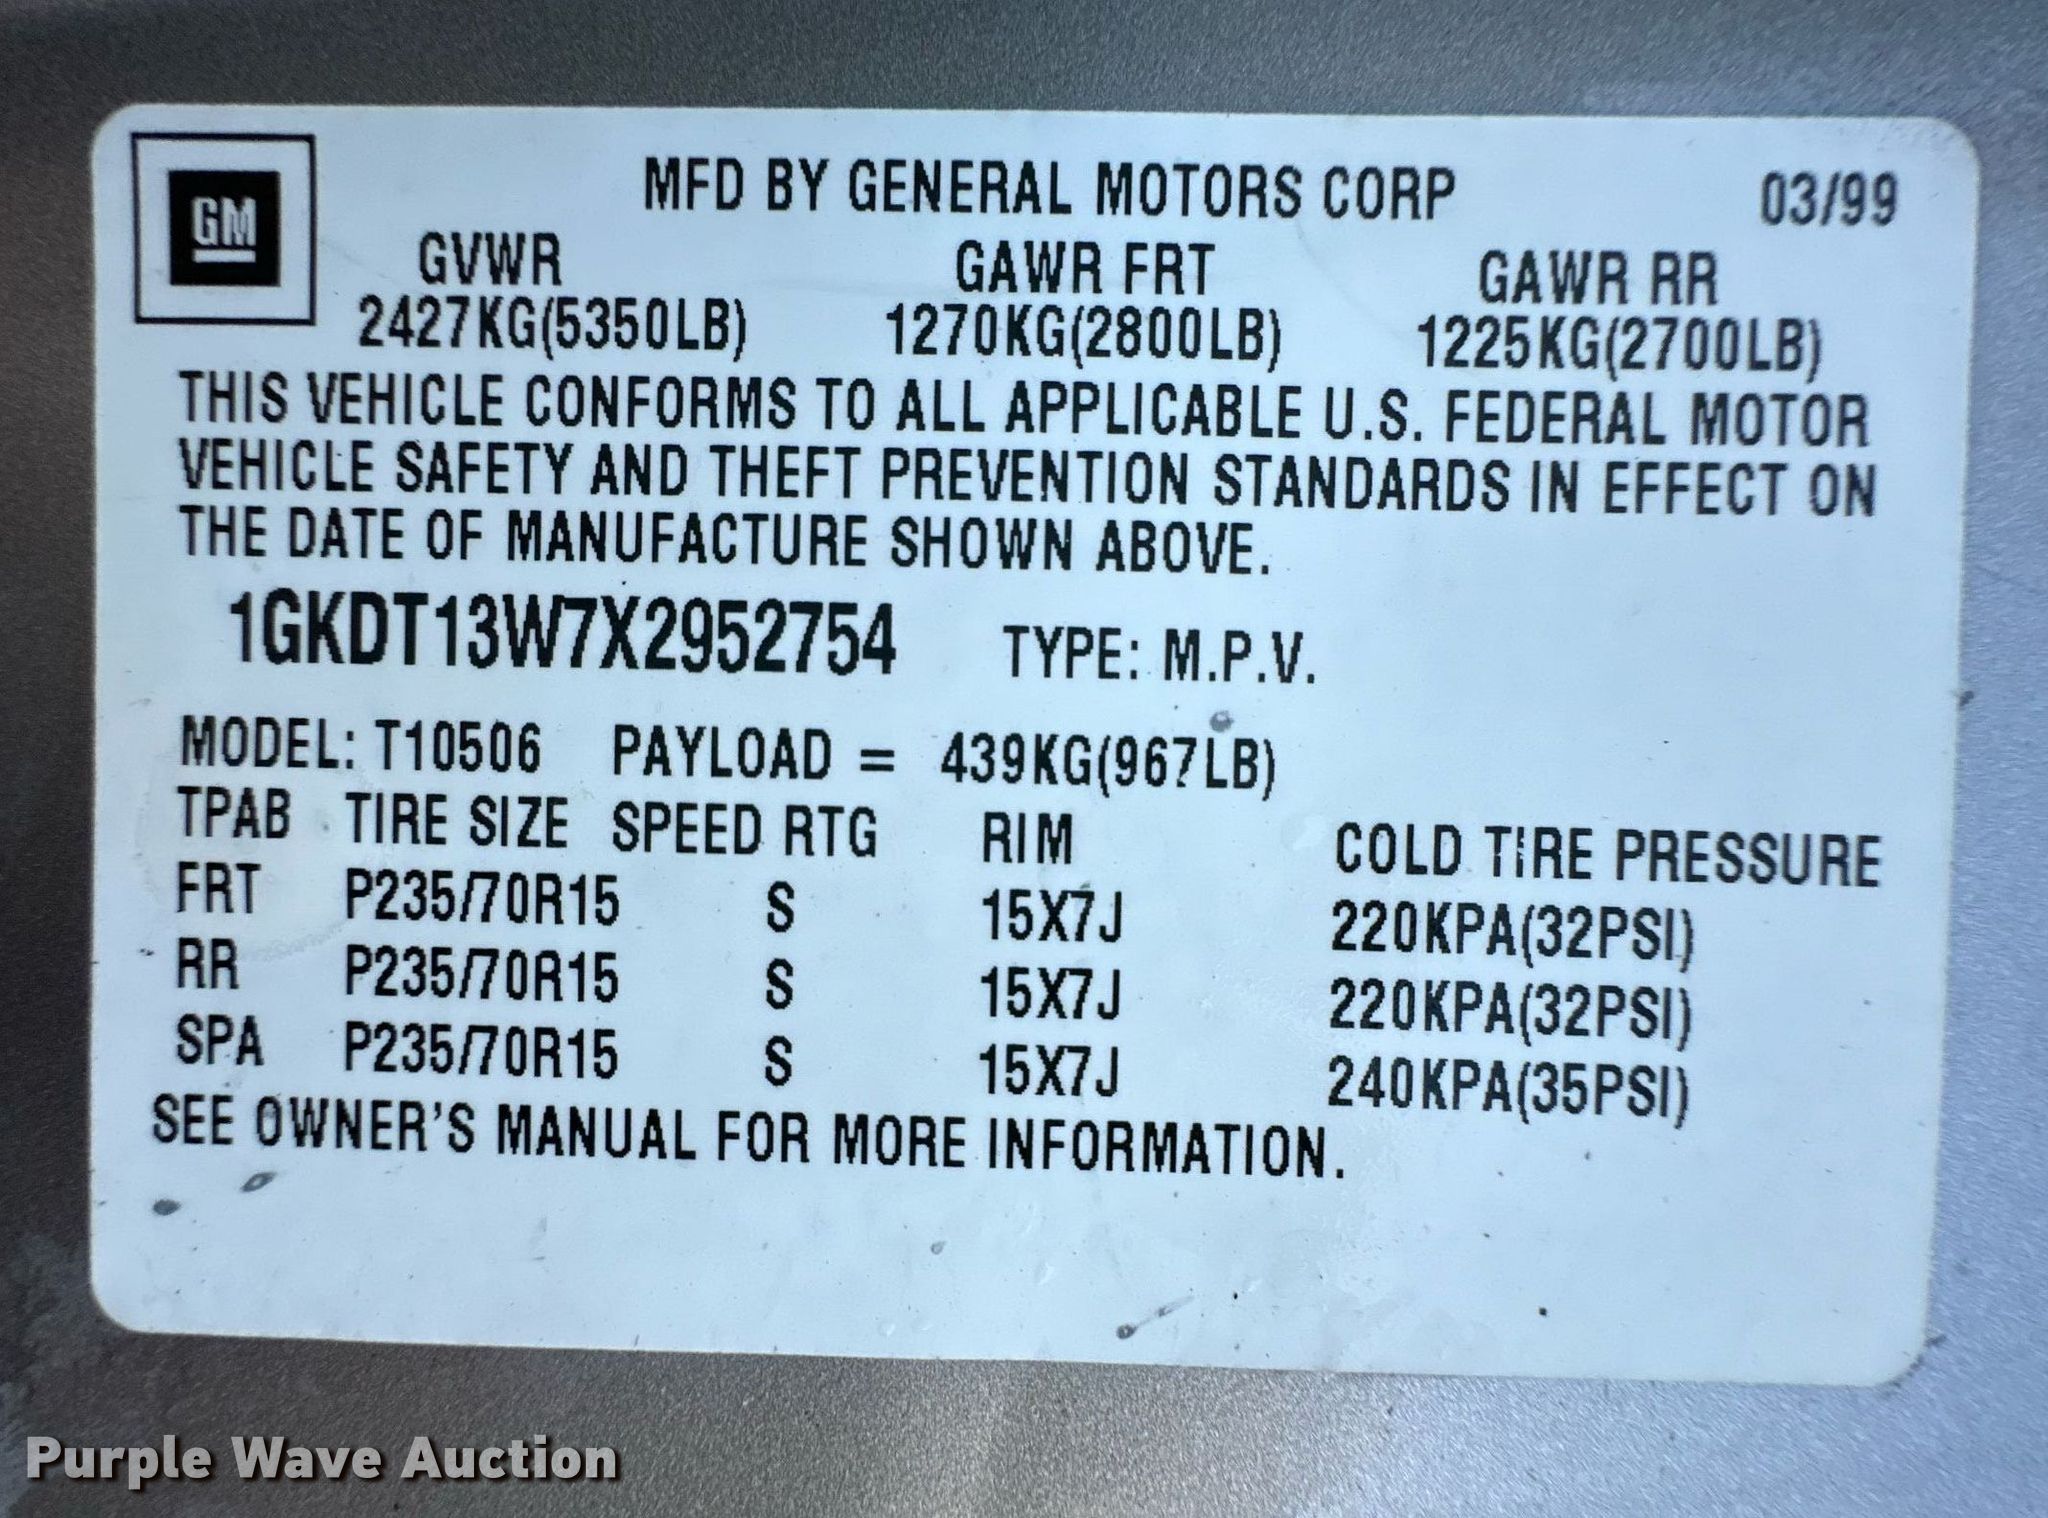 GM
MFD BY GENERAL MOTORS CORP 03/99
GVWR GAWR FRT GAWR RR
2427KG(5350LB) 1270KG(2800LB) 1225KG(2700LB)
THIS VEHICLE CONFORMS TO ALL APPLICABLE U.S. FEDERAL MOTOR
VEHICLE SAFETY AND THEFT PREVENTION STANDARDS IN EFFECT ON
THE DATE OF MANUFACTURE SHOWN ABOVE.
1GKDT13W7X2952754 TYPE: M.P.V.
MODEL: T10506 PAYLOAD = 439KG(967LB)
TPAB TIRE SIZE SPEED RTG RIM COLD TIRE PRESSURE
FRT P235/70R15 S 15X7J 220KPA(32PSI)
RR P235/70R15 S 15X7J 220KPA(32PSI)
SPA P235/70R15 S 15X7J 240KPA(35PSI)
SEE OWNER'S MANUAL FOR MORE INFORMATION.
Purple Wave Auction